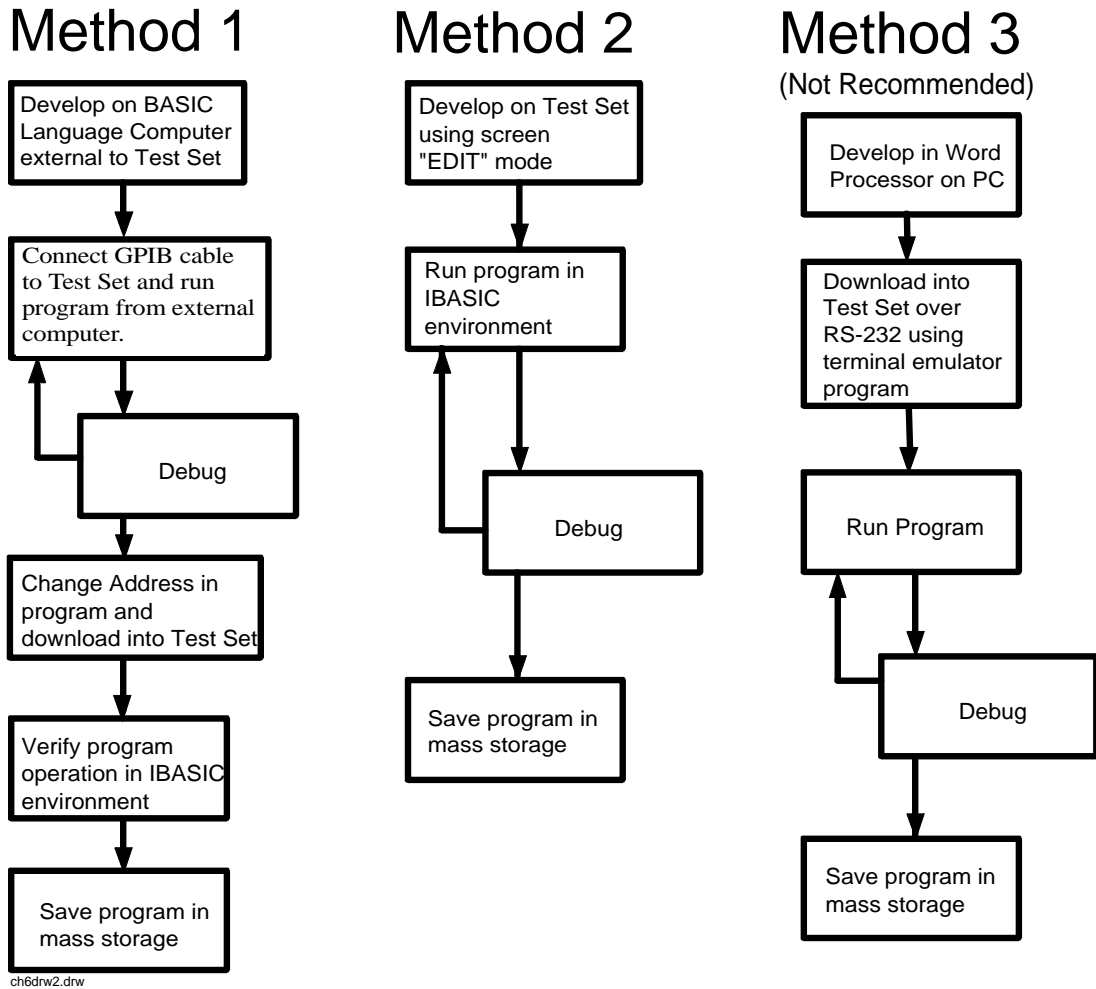 Method 1
Develop on BASIC
Language Computer
external to Test Set
Connect GPIB cable
to Test Set and run
program from external
computer.
Debug
Change Address in
program and
download into Test Set
Verify program
operation in IBASIC
environment
Save program in
mass storage
Method 2
Develop on Test Set
using screen
"EDIT" mode
Run program in
IBASIC
environment
Debug
Save program in
mass storage
Method 3
(Not Recommended)
Develop in Word
Processor on PC
Download into
Test Set over
RS-232 using
terminal emulator
program
Run Program
Debug
Save program in
mass storage
ch6drw2.drw